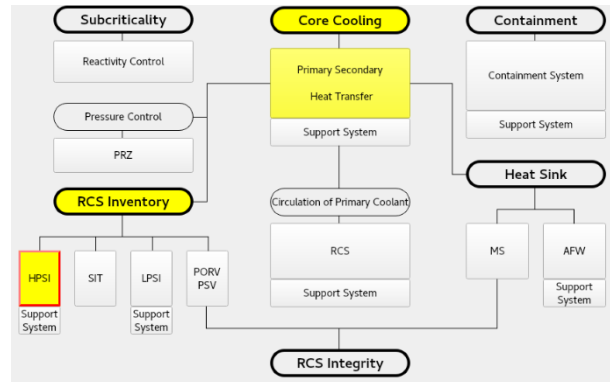 Subcriticality
Core Cooling
Containment
Reactivity Control
Primary Secondary
Heat Transfer
Containment System
Pressure Control
Support System
Support System
PRZ
Heat Sink
RCS Inventory
Circulation of Primary Coolant
HPSI
SIT
LPSI
PORV
PSV
RCS
MS
AFW
Support
System
Support
System
Support System
Support
System
RCS Integrity